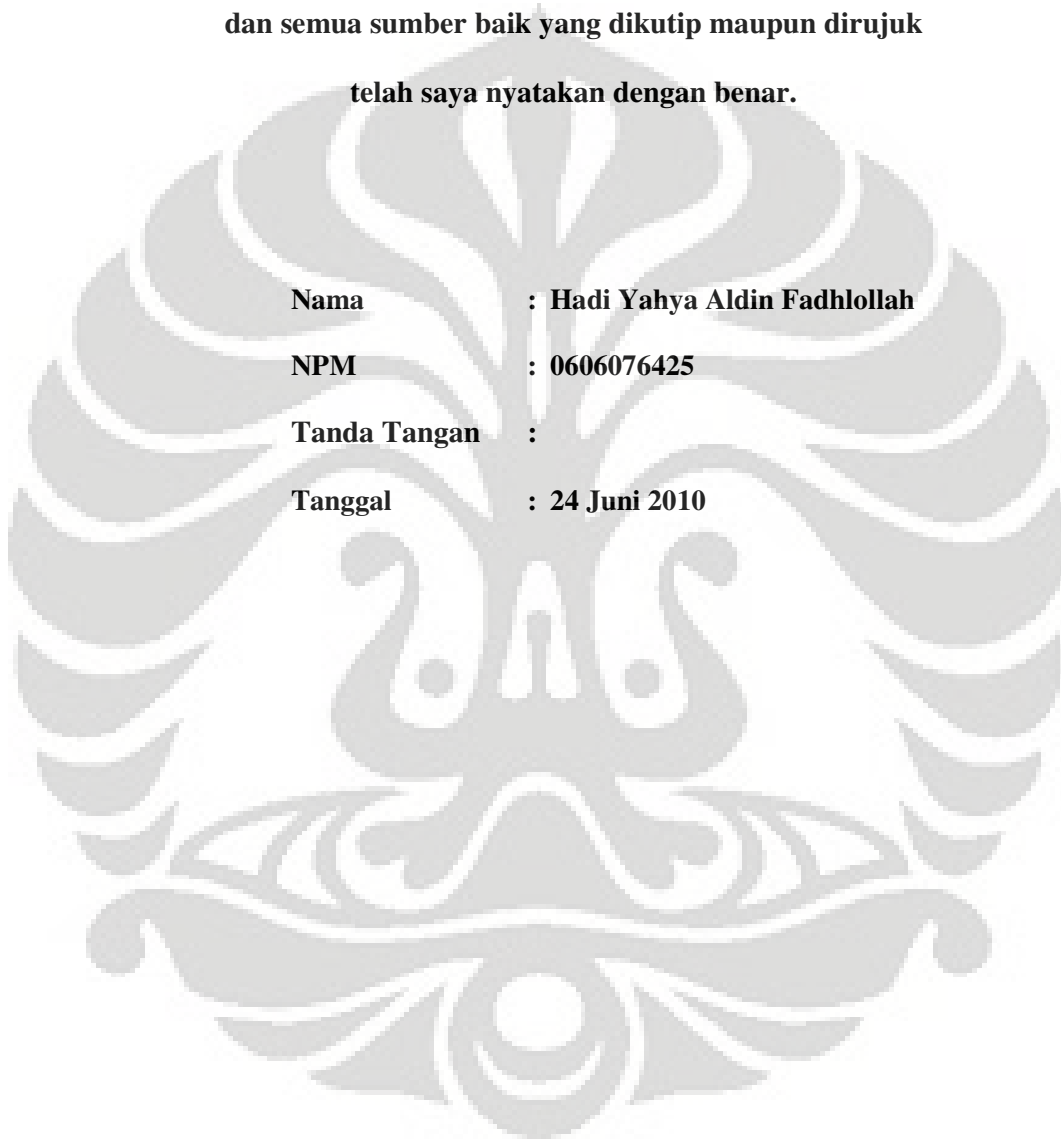 dan semua sumber baik yang dikutip maupun dirujuk
telah saya nyatakan dengan benar.
Nama : Hadi Yahya Aldin Fadhlollah
NPM : 0606076425
Tanda Tangan :
Tanggal : 24 Juni 2010